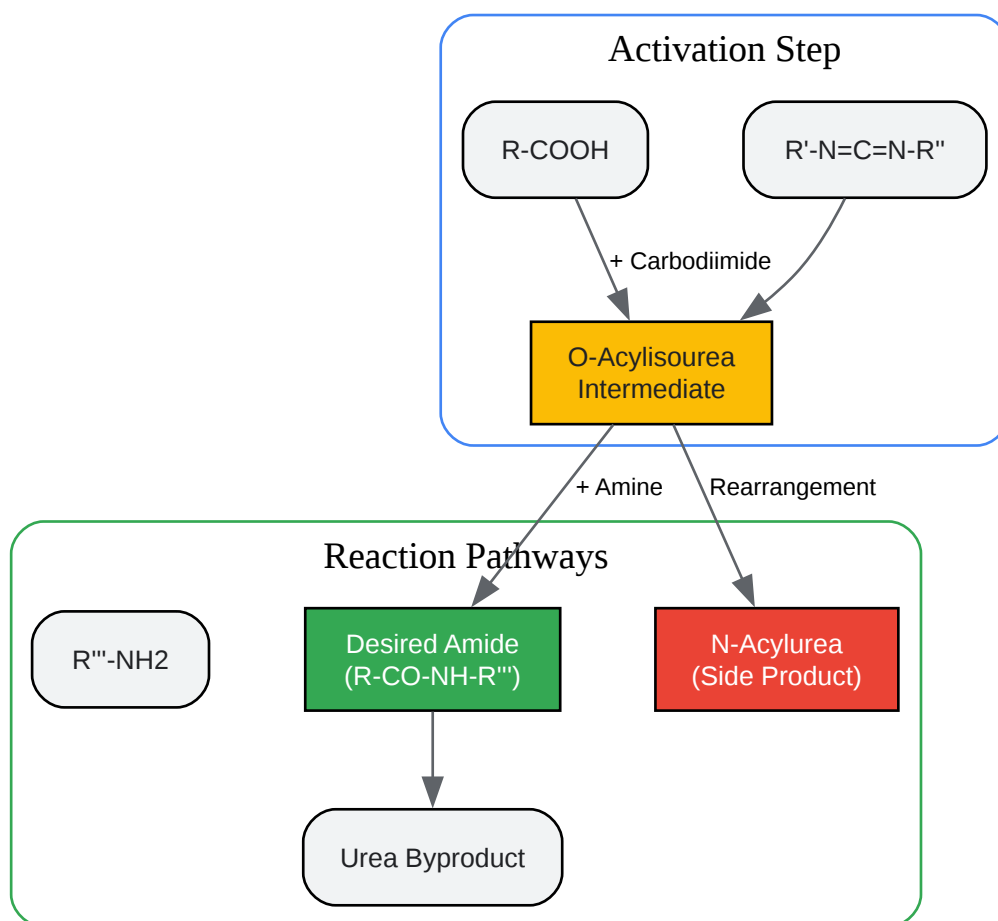 Activation Step
R-COOH
R'-N=C=N-R"
+ Carbodiimide
O-Acylisourea
Intermediate
+ Amine
Rearrangement
Reaction Pathways
R'''-NH2
Desired Amide
(R-CO-NH-R''')
N-Acylurea
(Side Product)
Urea Byproduct